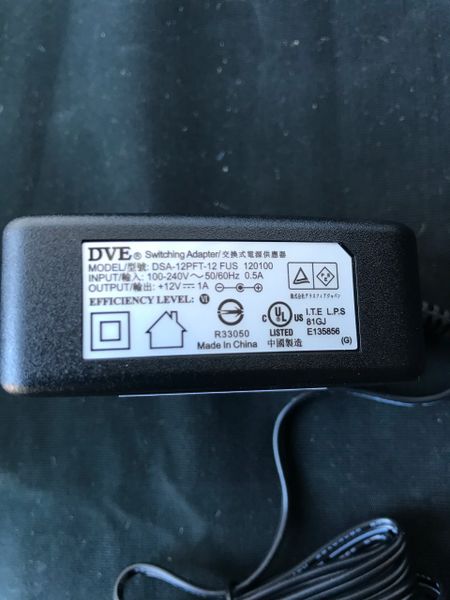 DVE® Switching Adapter/交換式電源供應器
MODEL/型號: DSA-12PFT-12 FUS 120100
INPUT/輸入: 100-240V～50/60Hz 0.5A
OUTPUT/輸出: +12V⎓1A
EFFICIENCY LEVEL: VI
R33050
Made In China
中國製造
c UL US
LISTED
I.T.E L.P.S
81GJ
E135856
(G)